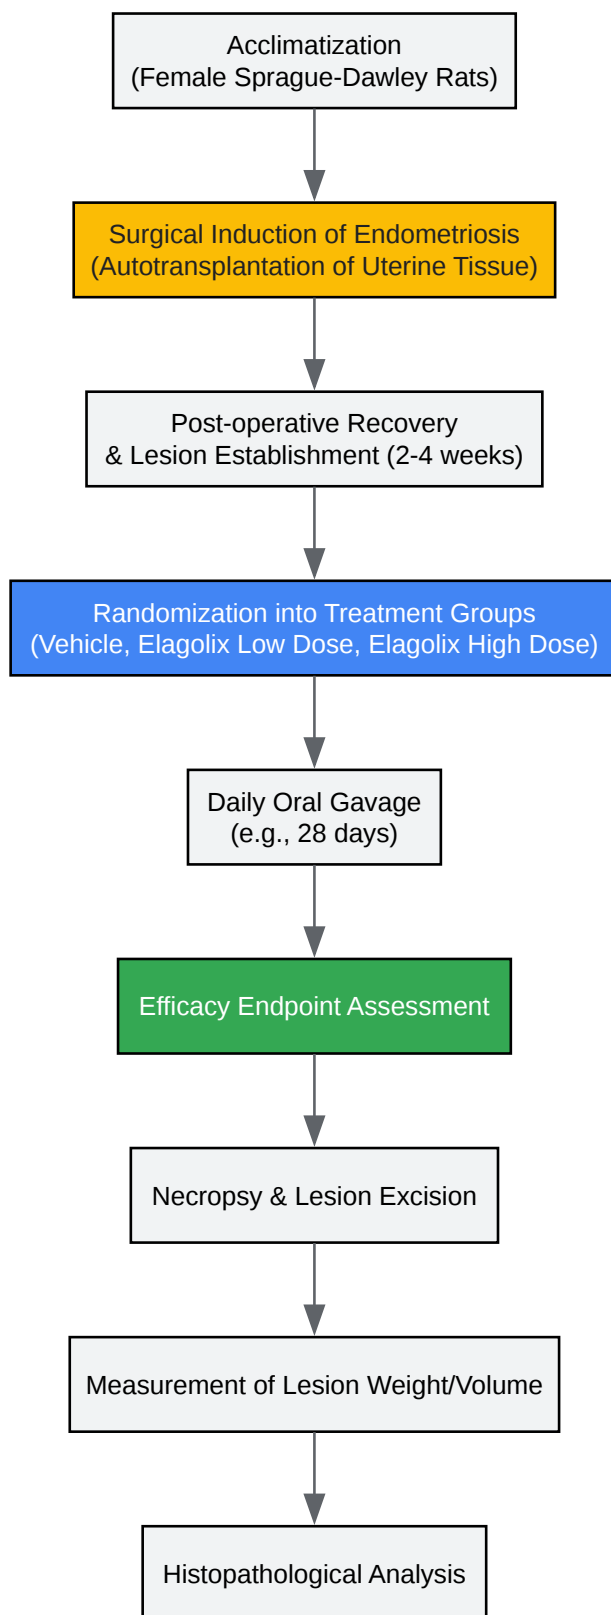 Acclimatization
(Female Sprague-Dawley Rats)
Surgical Induction of Endometriosis
(Autotransplantation of Uterine Tissue)
Post-operative Recovery
& Lesion Establishment (2-4 weeks)
Randomization into Treatment Groups
(Vehicle, Elagolix Low Dose, Elagolix High Dose)
Daily Oral Gavage
(e.g., 28 days)
Efficacy Endpoint Assessment
Necropsy & Lesion Excision
Measurement of Lesion Weight/Volume
Histopathological Analysis